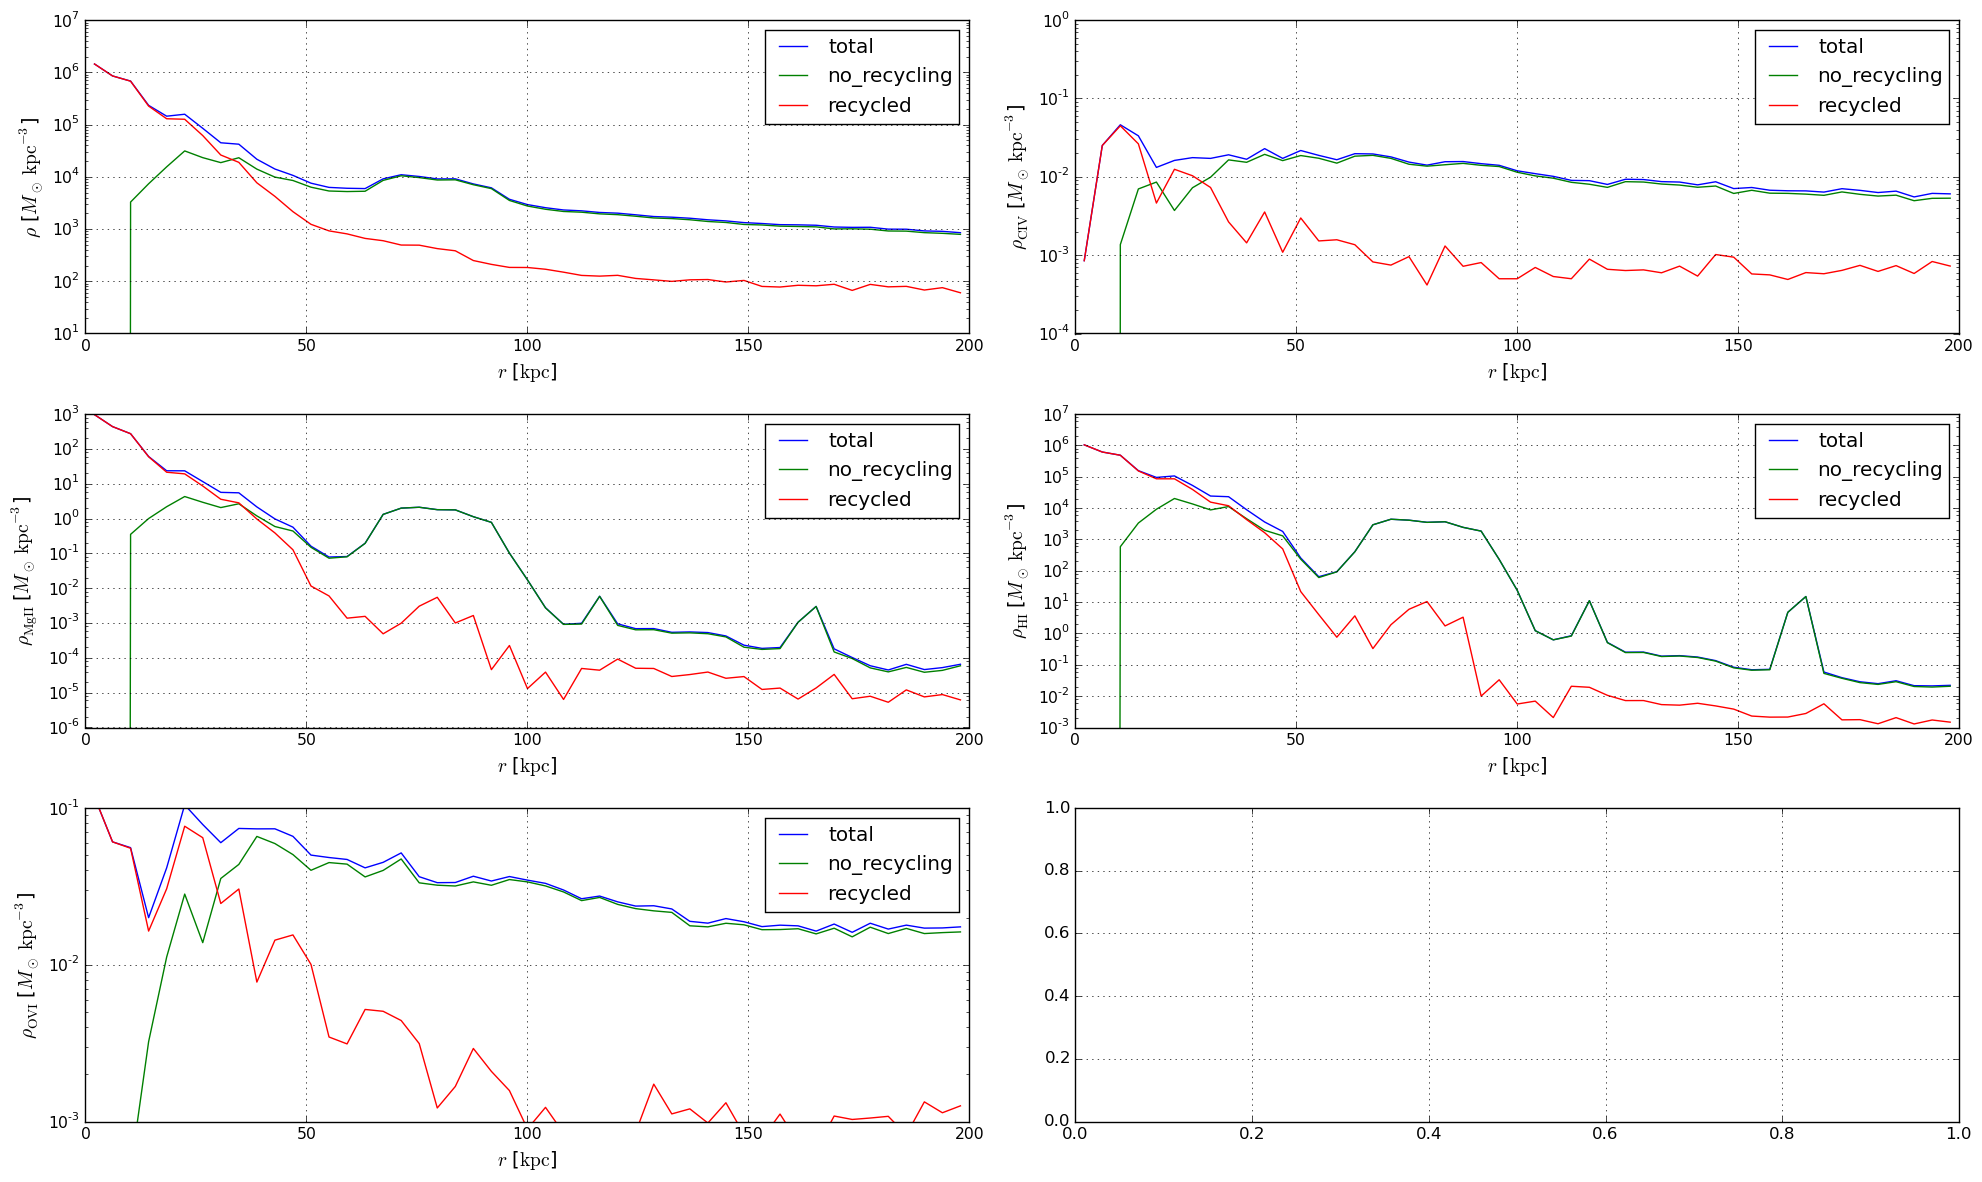 10^7
10^6
10^5
10^4
10^3
10^2
10^1
ρ [M_⊙ kpc^-3]
0 50 100 150 200
r [kpc]
total
no_recycling
recycled
10^0
10^-1
10^-2
10^-3
10^-4
ρ_CIV [M_⊙ kpc^-3]
0 50 100 150 200
r [kpc]
total
no_recycling
recycled
10^3
10^2
10^1
10^0
10^-1
10^-2
10^-3
10^-4
10^-5
10^-6
ρ_MgII [M_⊙ kpc^-3]
0 50 100 150 200
r [kpc]
total
no_recycling
recycled
10^7
10^6
10^5
10^4
10^3
10^2
10^1
10^0
10^-1
10^-2
10^-3
ρ_HI [M_⊙ kpc^-3]
0 50 100 150 200
r [kpc]
total
no_recycling
recycled
10^-1
10^-2
10^-3
ρ_OVI [M_⊙ kpc^-3]
0 50 100 150 200
r [kpc]
total
no_recycling
recycled
1.0
0.8
0.6
0.4
0.2
0.0
0.0 0.2 0.4 0.6 0.8 1.0